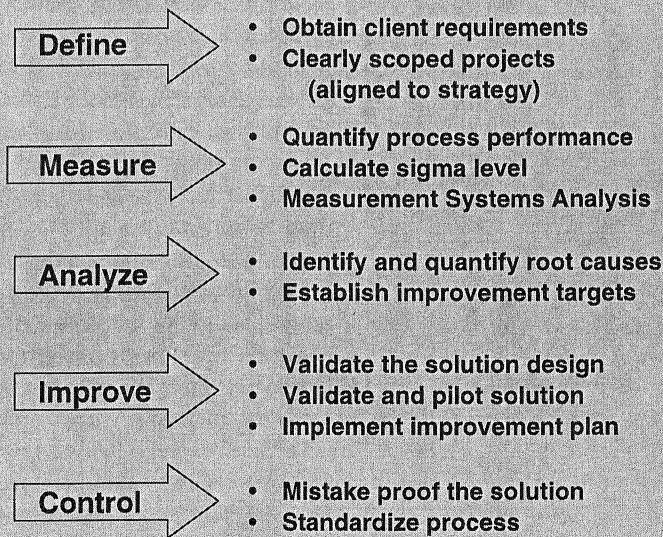 Define
• Obtain client requirements
• Clearly scoped projects
(aligned to strategy)
Measure
• Quantify process performance
• Calculate sigma level
• Measurement Systems Analysis
Analyze
• Identify and quantify root causes
• Establish improvement targets
Improve
• Validate the solution design
• Validate and pilot solution
• Implement improvement plan
Control
• Mistake proof the solution
• Standardize process